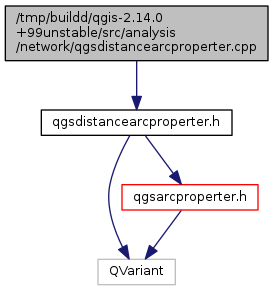 /tmp/buildd/qgis-2.14.0
+99unstable/src/analysis
/network/qgsdistancearcproperter.cpp
qgsdistancearcproperter.h
qgsarcproperter.h
QVariant